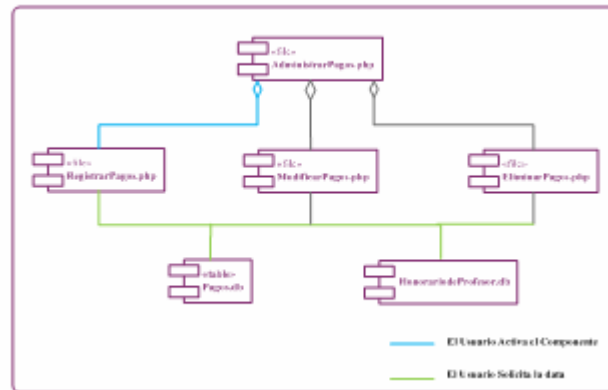 «file»
AdministrarPagos.php
«file»
RegistrarPagos.php
«file»
ModificarPagos.php
«file»
EliminarPagos.php
«table»
Pagos.db
HonorariodeProfesor.db
El Usuario Activa el Componente
El Usuario Solicita la data